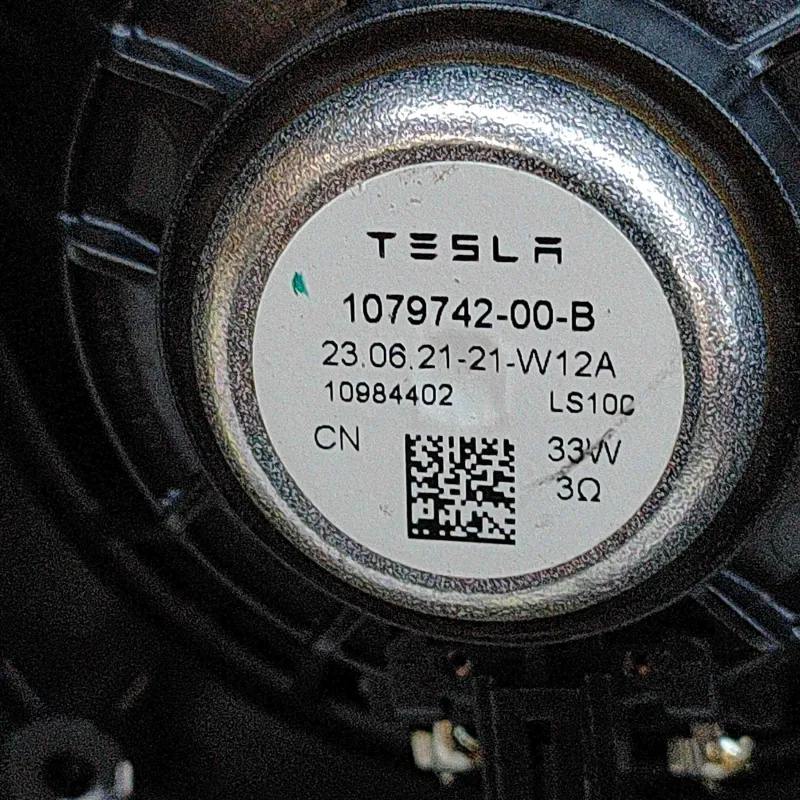 TESLA
1079742-00-B
23.06.21-21-W12A
10984402 LS10C
CN 33W
3Ω